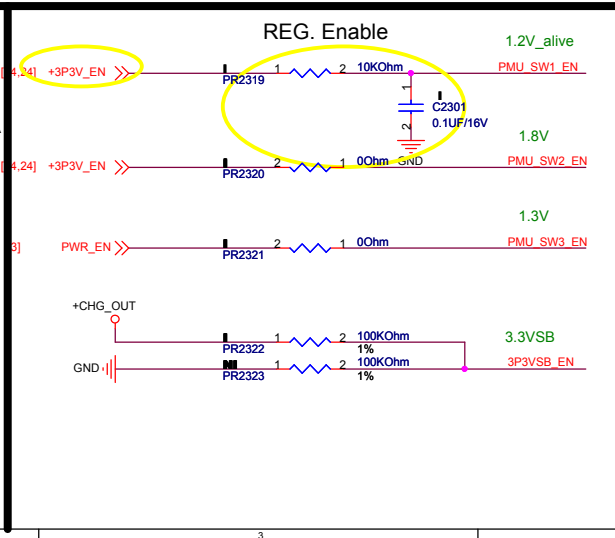 REG. Enable
1.2V_alive
4,24] +3P3V_EN PR2319 1 2 10KOhm PMU_SW1_EN
1
C2301
0.1UF/16V
2
GND
1.8V
4,24] +3P3V_EN PR2320 2 1 0Ohm PMU_SW2_EN
1.3V
3] PWR_EN PR2321 2 1 0Ohm PMU_SW3_EN
+CHG_OUT
3.3VSB
PR2322 1 2 100KOhm
1%
GND NI PR2323 1 2 100KOhm 3P3VSB_EN
1%
3